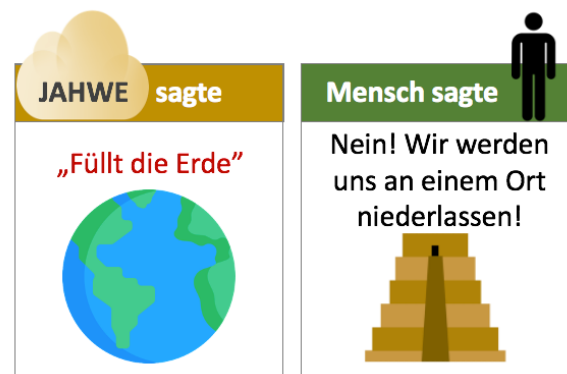 JAHWE sagte
„Füllt die Erde”
Mensch sagte
Nein! Wir werden
uns an einem Ort
niederlassen!